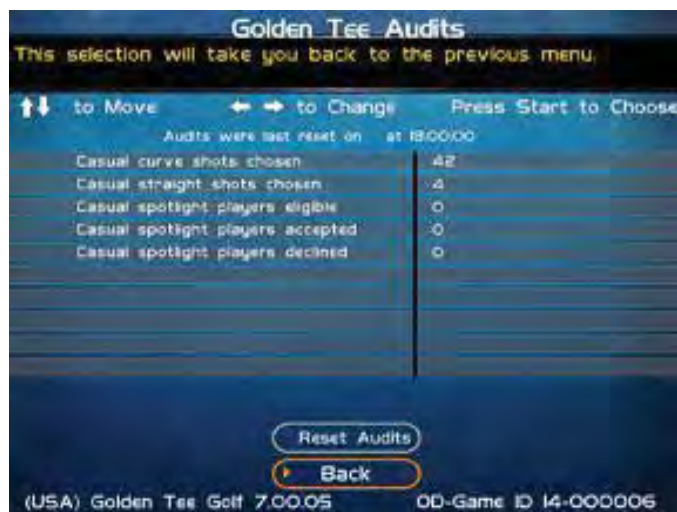 Golden Tee Audits
This selection will take you back to the previous menu.
to Move to Change Press Start to Choose
Audits were last reset on at 18:00:00
Casual curve shots chosen 42
Casual straight shots chosen 4
Casual spotlight players eligible 0
Casual spotlight players accepted 0
Casual spotlight players declined 0
Reset Audits
Back
(USA) Golden Tee Golf 7.00.05 OD-Game ID 14-000006